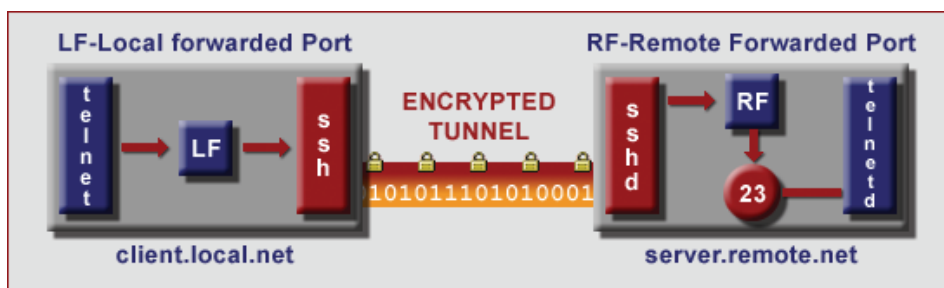 LF-Local forwarded Port
RF-Remote Forwarded Port
telnet
LF
ssh
ENCRYPTED
TUNNEL
010101110101010001
sshd
RF
23
telnetd
client.local.net
server.remote.net